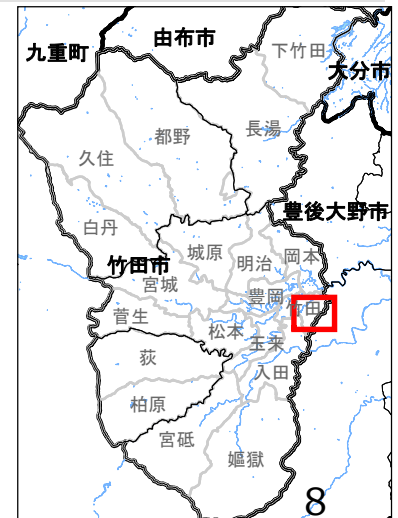 由布市
九重町
下竹田
大分市
都野
長湯
久住
豊後大野市
白丹
城原
岡本
明治
竹田市
宮城
豊岡
田
菅生
松本
玉来
荻
入田
柏原
宮砥
嫗獄
8